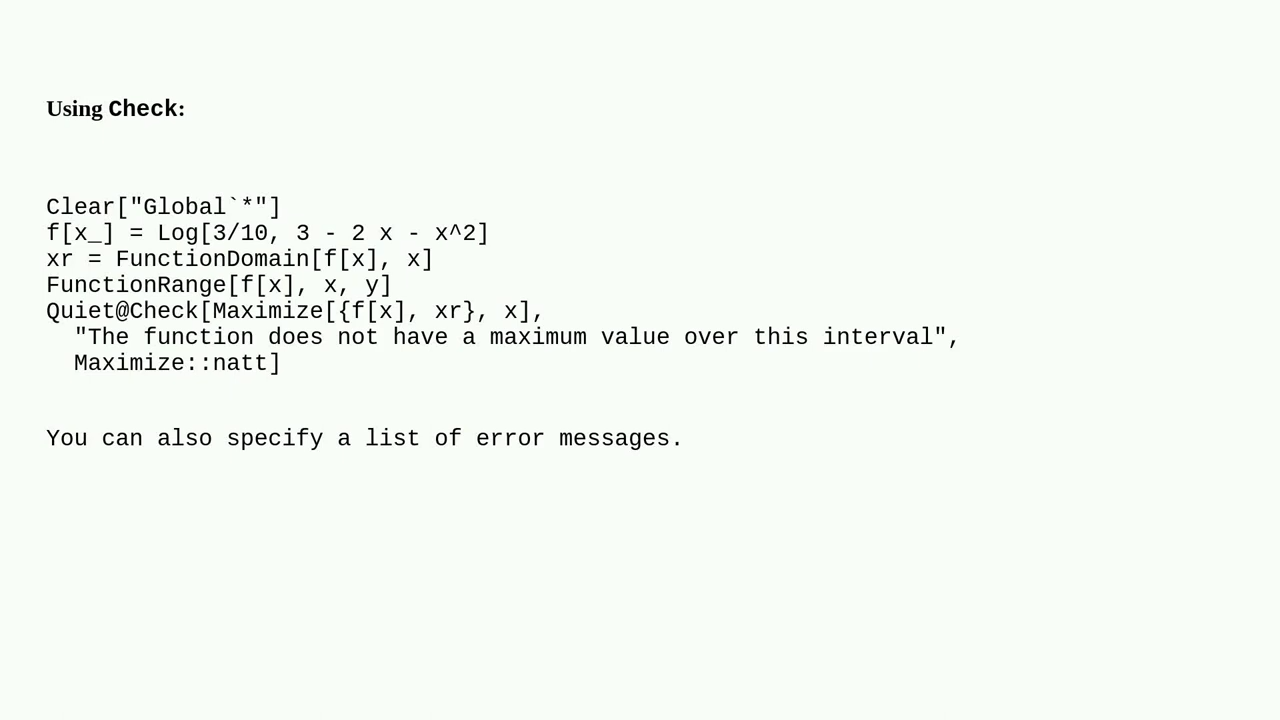 Using Check:
Clear["Global`*"]
f[x_] = Log[3/10, 3 - 2 x - x^2]
xr = FunctionDomain[f[x], x]
FunctionRange[f[x], x, y]
Quiet@Check[Maximize[{f[x], xr}, x],
  "The function does not have a maximum value over this interval",
  Maximize::natt]
You can also specify a list of error messages.